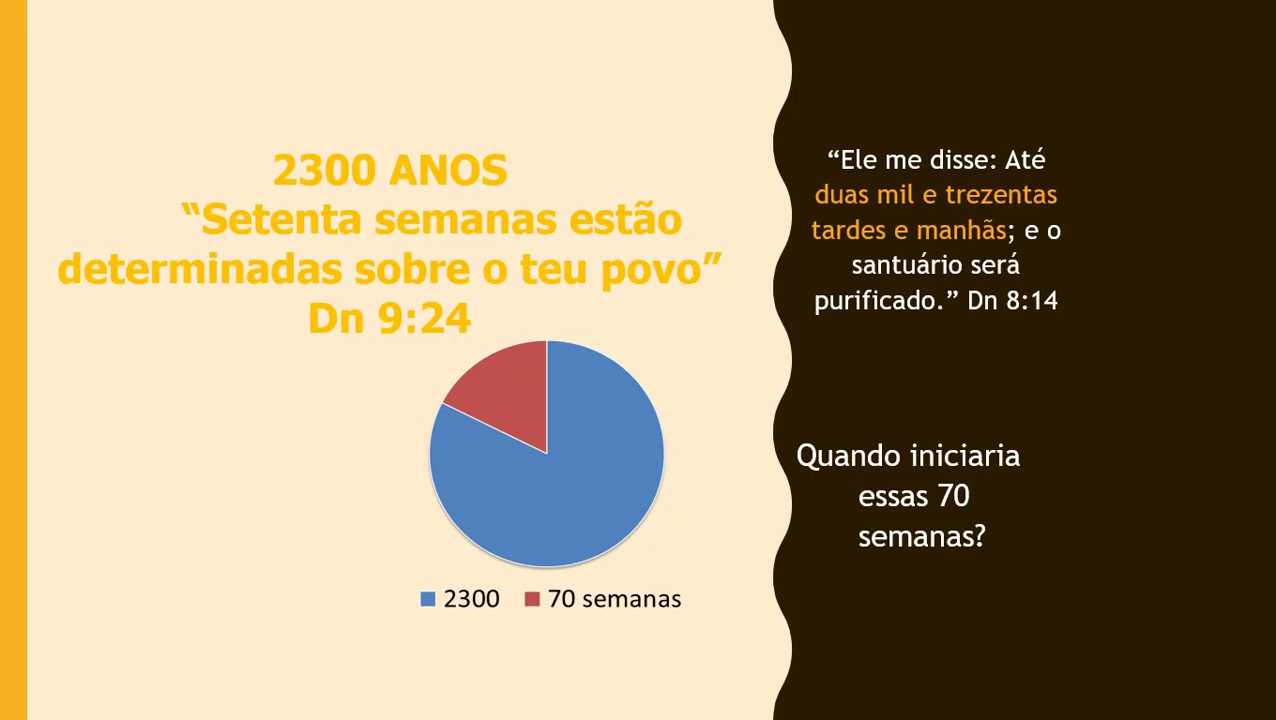 2300 ANOS
“Setenta semanas estão
determinadas sobre o teu povo”
Dn 9:24
2300
70 semanas
“Ele me disse: Até
duas mil e trezentas
tardes e manhãs; e o
santuário será
purificado.” Dn 8:14
Quando iniciaria
essas 70
semanas?